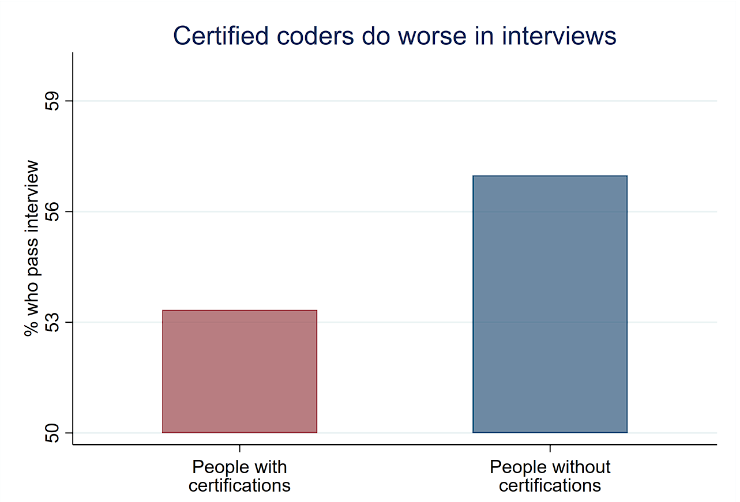 Certified coders do worse in interviews
% who pass interview
59
56
53
50
People with
certifications
People without
certifications